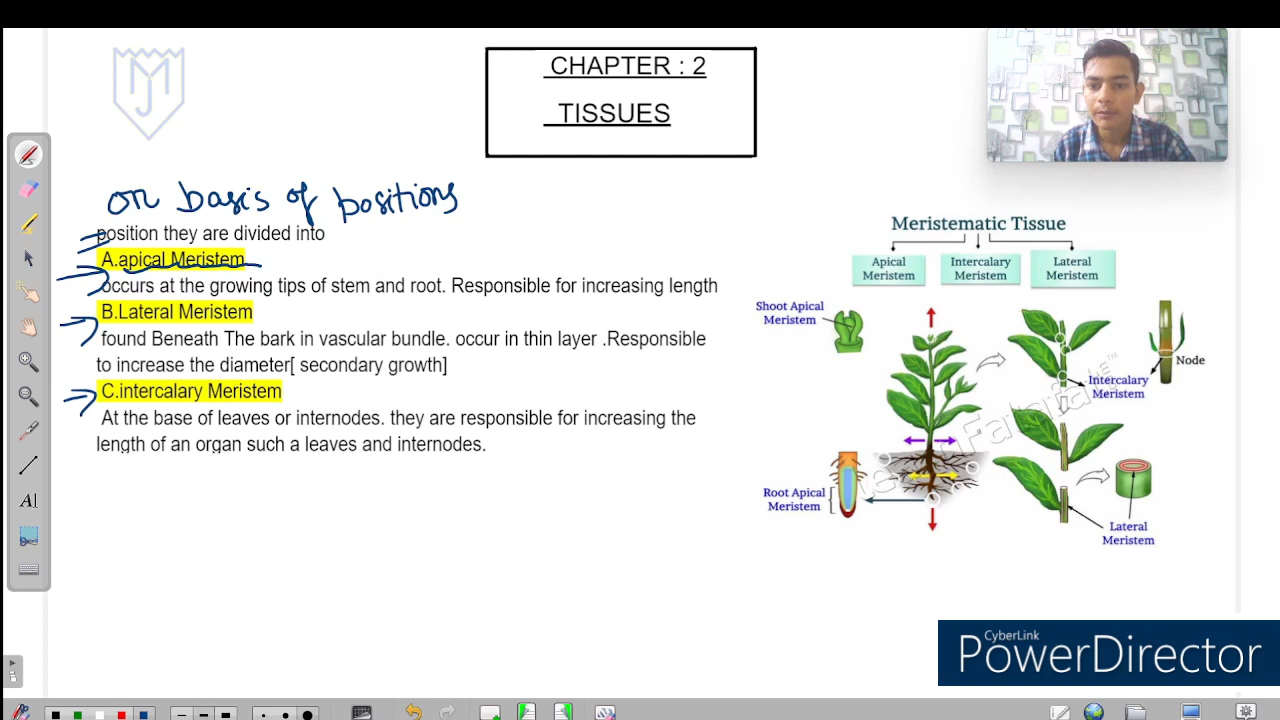 CHAPTER : 2
TISSUES
on basis of positions
position they are divided into
A.apical Meristem
occurs at the growing tips of stem and root. Responsible for increasing length
B.Lateral Meristem
found Beneath The bark in vascular bundle. occur in thin layer .Responsible
to increase the diameter[ secondary growth]
C.intercalary Meristem
At the base of leaves or internodes. they are responsible for increasing the
length of an organ such a leaves and internodes.
Meristematic Tissue
Apical
Meristem
Intercalary
Meristem
Lateral
Meristem
Shoot Apical
Meristem
Node
Intercalary
Meristem
Root Apical
Meristem
Lateral
Meristem
CyberLink
PowerDirector